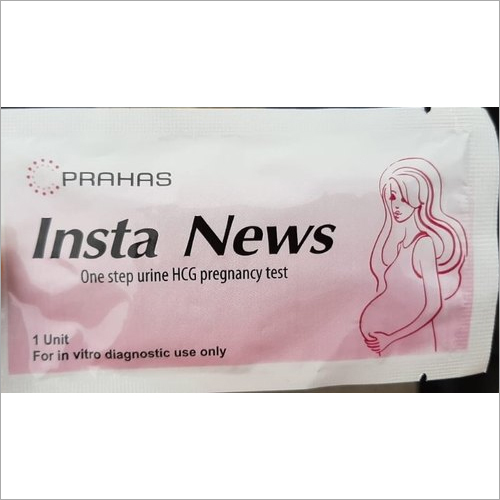 PRAHAS
Insta News
One step urine HCG pregnancy test
1 Unit
For in vitro diagnostic use only